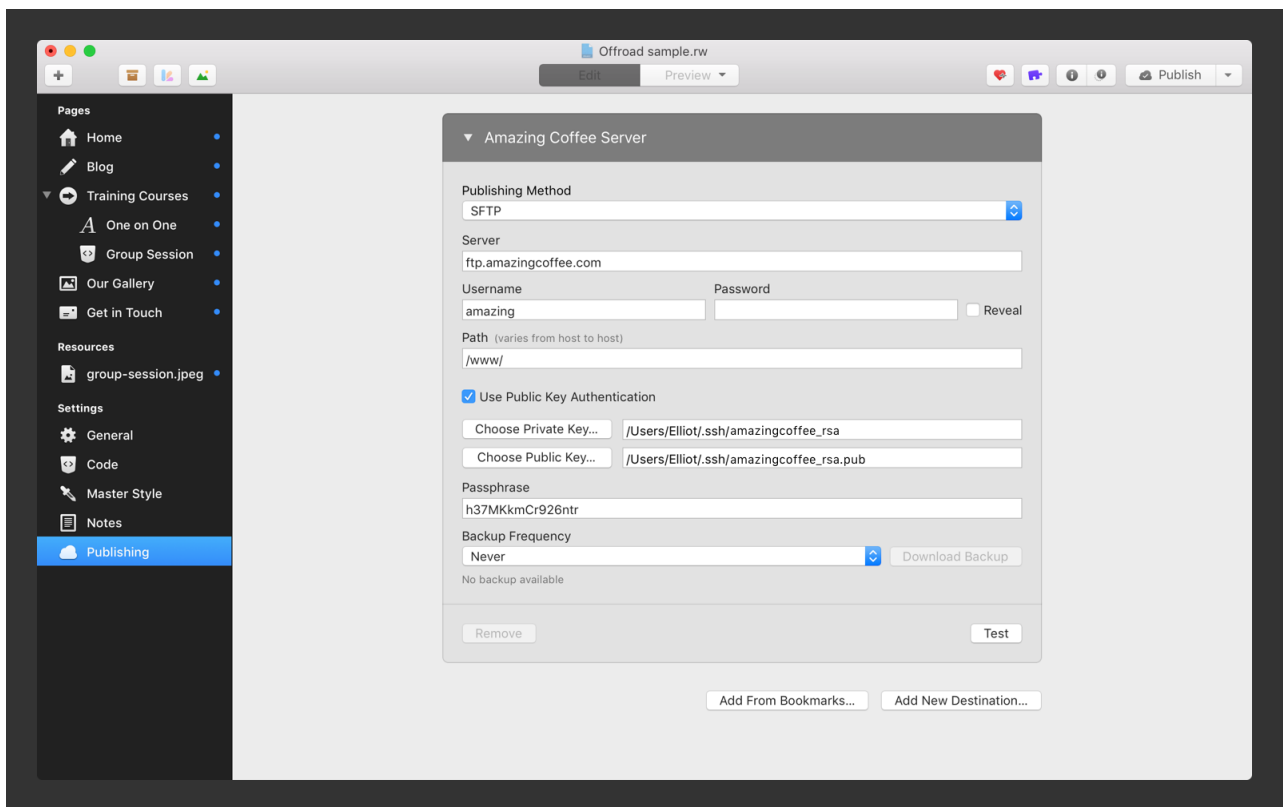 Offroad sample.rw
Edit
Preview
Publish
Pages
Home
Blog
Training Courses
One on One
Group Session
Our Gallery
Get in Touch
Resources
group-session.jpeg
Settings
General
Code
Master Style
Notes
Publishing
Amazing Coffee Server
Publishing Method
SFTP
Server
ftp.amazingcoffee.com
Username Password
amazing
Reveal
Path (varies from host to host)
/www/
Use Public Key Authentication
Choose Private Key... /Users/Elliot/.ssh/amazingcoffee_rsa
Choose Public Key... /Users/Elliot/.ssh/amazingcoffee_rsa.pub
Passphrase
h37MKkmCr926ntr
Backup Frequency
Never Download Backup
No backup available
Remove Test
Add From Bookmarks... Add New Destination...